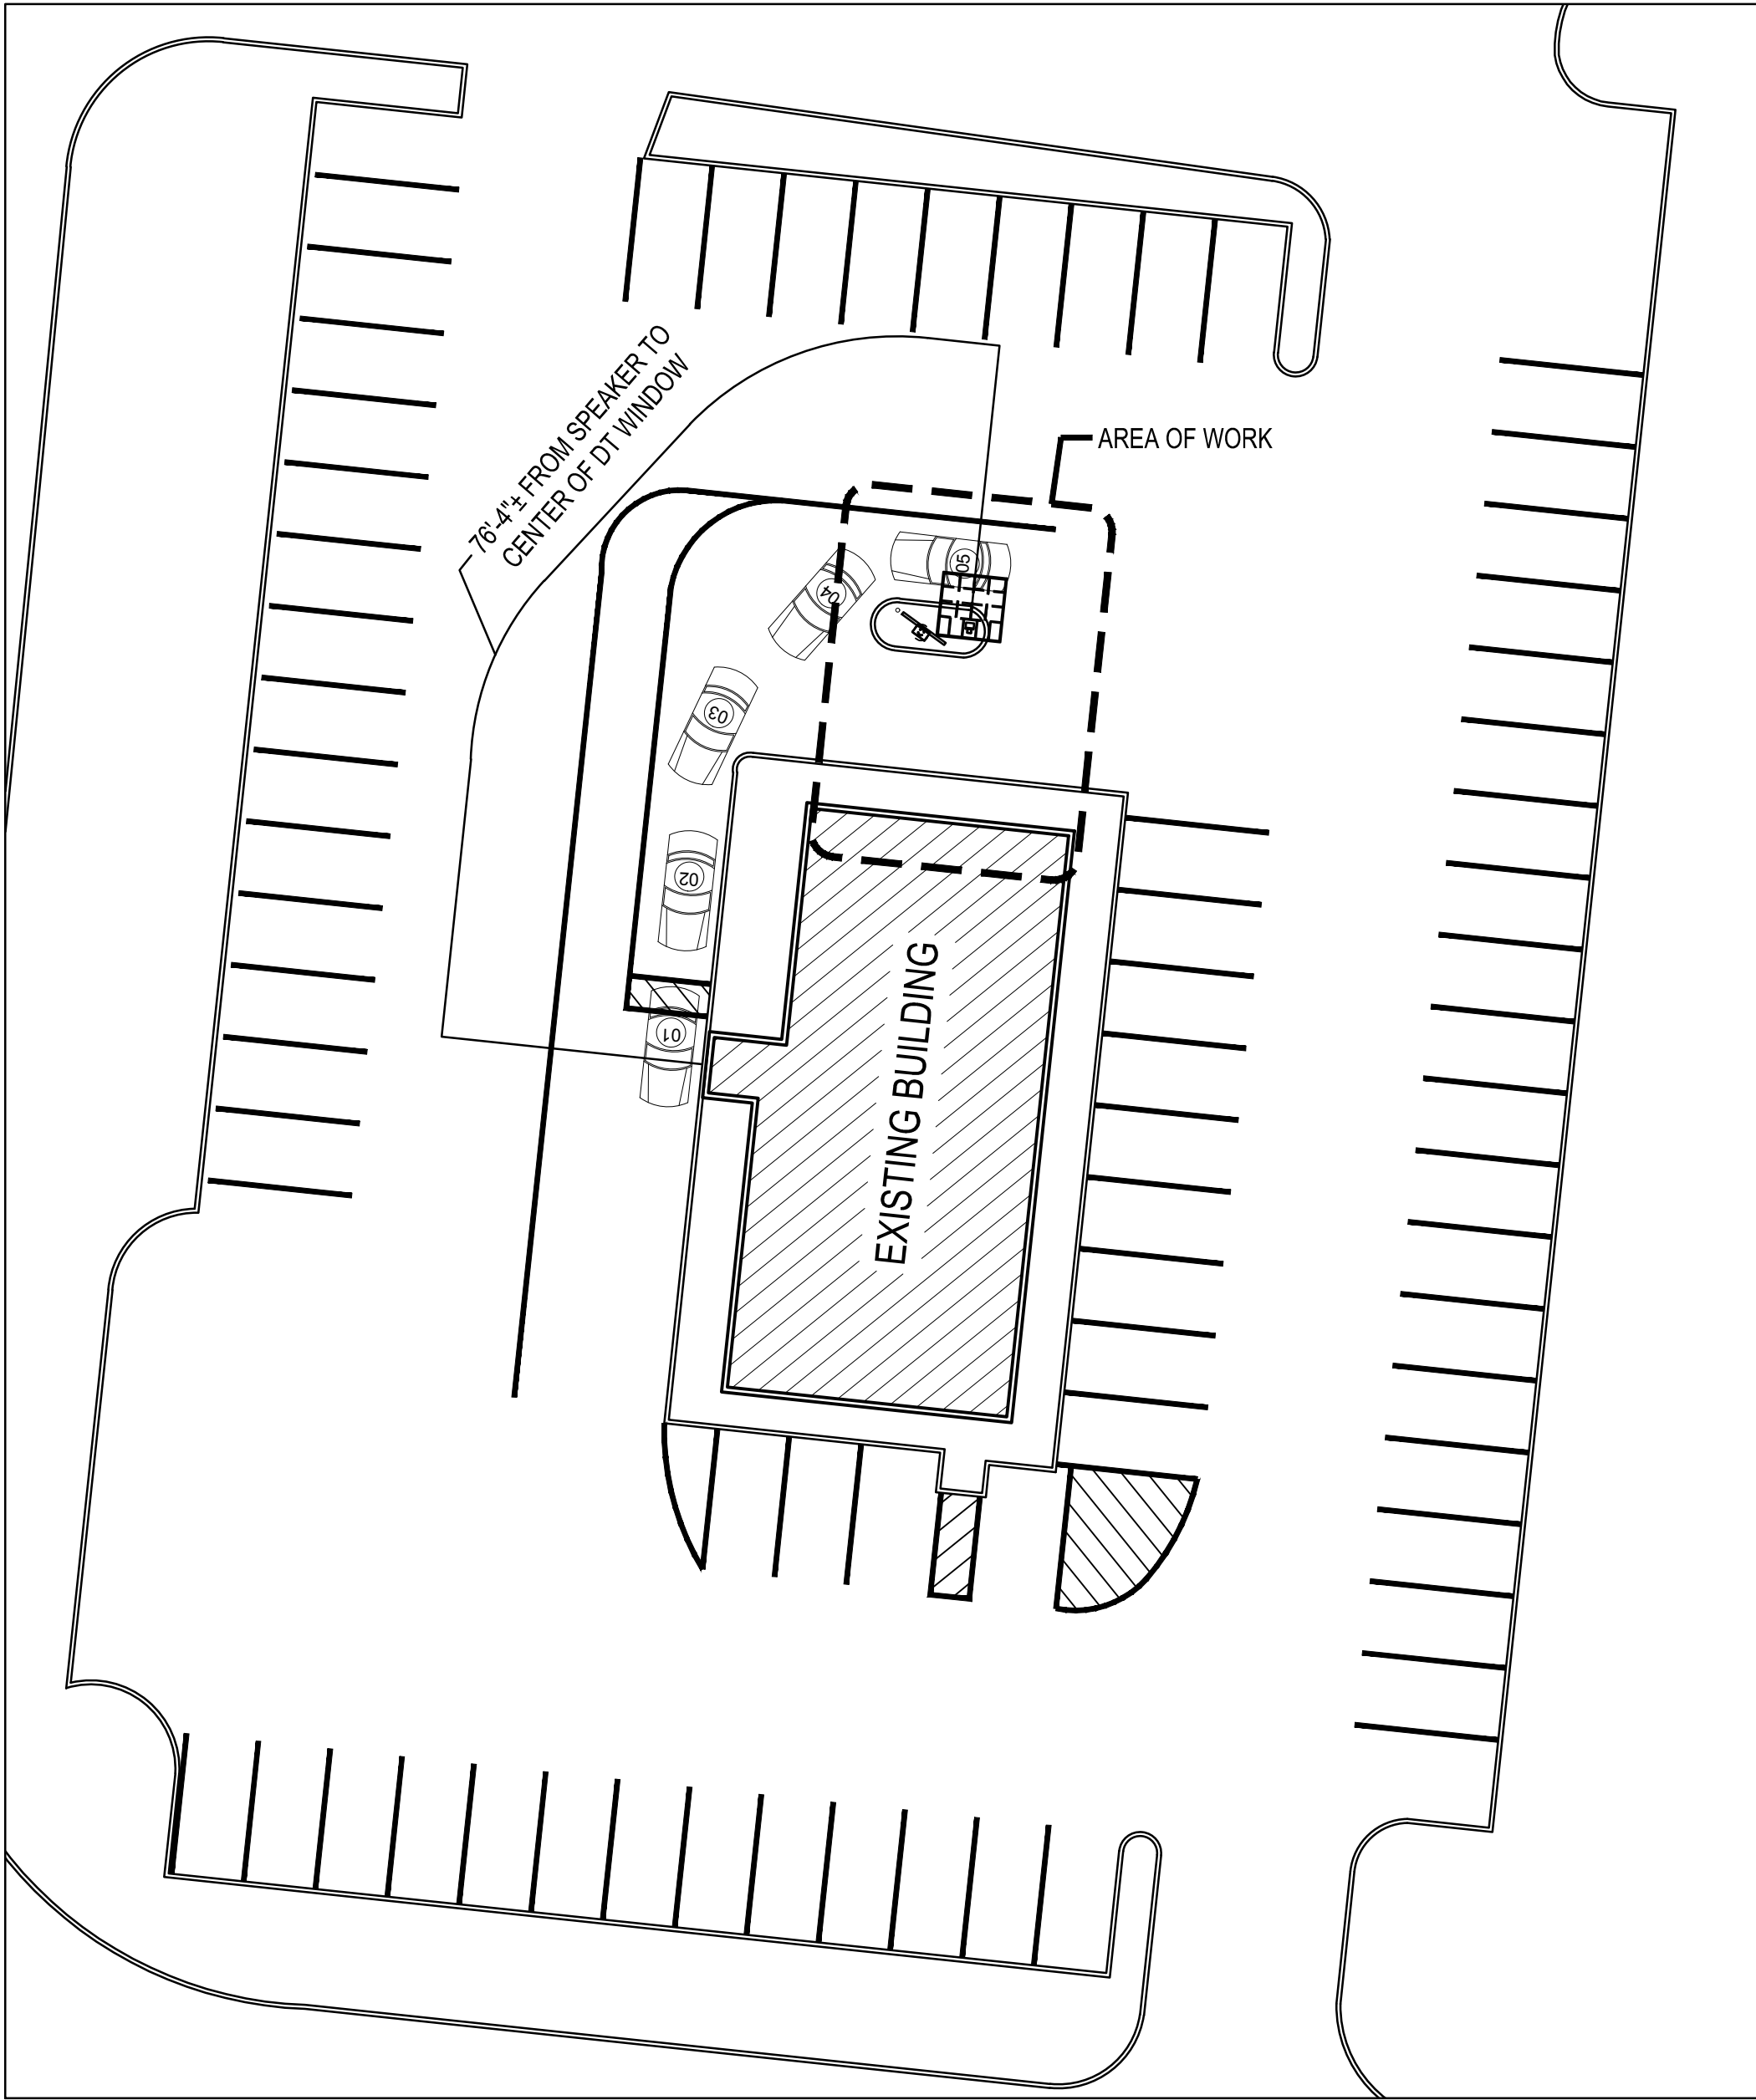 76'-4"± FROM SPEAKER TO
CENTER OF DT WINDOW
AREA OF WORK
05
04
03
02
01
EXISTING BUILDING